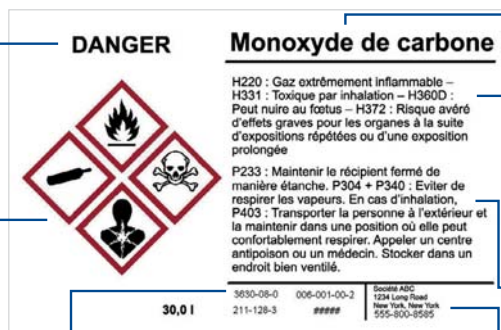 DANGER
Monoxyde de carbone
H220 : Gaz extrêmement inflammable –
H331 : Toxique par inhalation – H360D :
Peut nuire au fœtus – H372 : Risque avéré
d'effets graves pour les organes à la suite
d'expositions répétées ou d'une exposition
prolongée
P233 : Maintenir le récipient fermé de
manière étanche. P304 + P340 : Eviter de
respirer les vapeurs. En cas d'inhalation,
P403 : Transporter la personne à l'extérieur et
la maintenir dans une position où elle peut
confortablement respirer. Appeler un centre
antipoison ou un médecin. Stocker dans un
endroit bien ventilé.
30,0 l
3630-08-0 006-001-00-2
211-128-3 #####
Société ABC
1234 Long Road
New York, New York
555-800-8585